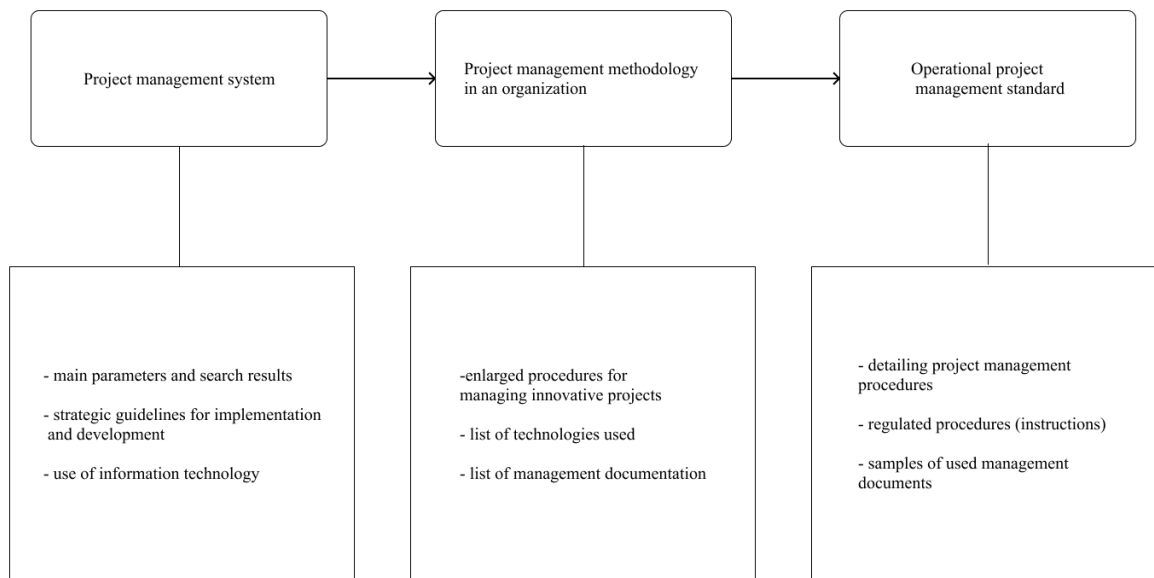 Project management system
Project management methodology
in an organization
Operational project
management standard
- main parameters and search results
- strategic guidelines for implementation
and development
- use of information technology
-enlarged procedures for
managing innovative projects
- list of technologies used
- list of management documentation
- detailing project management
procedures
- regulated procedures (instructions)
- samples of used management
documents